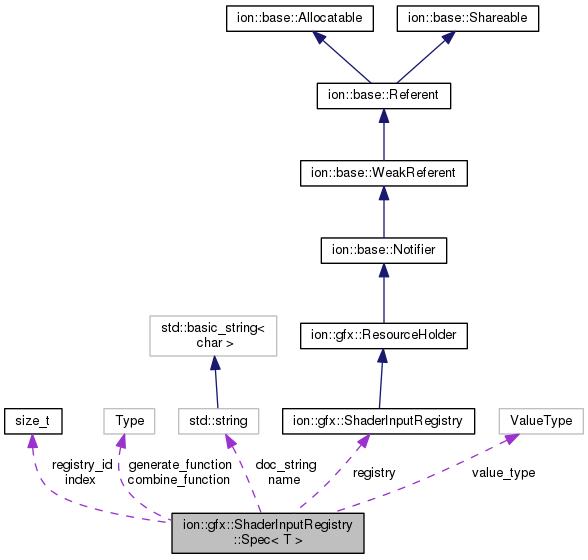 ion::base::Allocatable
ion::base::Shareable
ion::base::Referent
ion::base::WeakReferent
ion::base::Notifier
std::basic_string<
char >
ion::gfx::ResourceHolder
size_t
Type
std::string
ion::gfx::ShaderInputRegistry
ValueType
registry_id
index
generate_function
combine_function
doc_string
name
registry
value_type
ion::gfx::ShaderInputRegistry
::Spec< T >